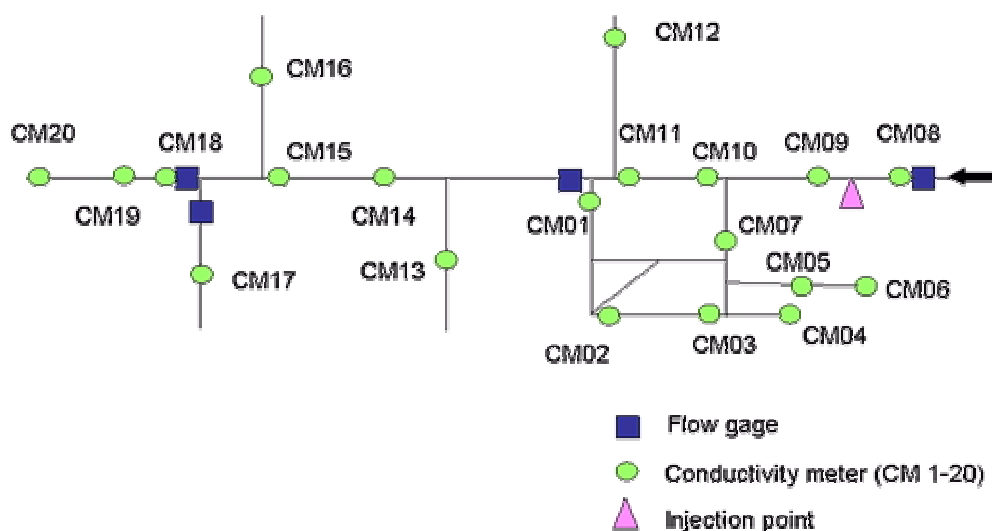 CM12
CM16
CM20
CM18
CM15
CM11
CM10
CM09
CM08
CM19
CM14
CM01
CM07
CM13
CM17
CM05
CM06
CM02
CM03
CM04
Flow gage
Conductivity meter (CM 1-20)
Injection point